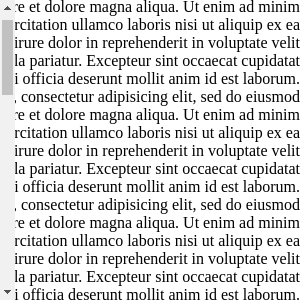 re et dolore magna aliqua. Ut enim ad minim
rcitation ullamco laboris nisi ut aliquip ex ea
irure dolor in reprehenderit in voluptate velit
la pariatur. Excepteur sint occaecat cupidatat
i officia deserunt mollit anim id est laborum.
, consectetur adipisicing elit, sed do eiusmod
re et dolore magna aliqua. Ut enim ad minim
rcitation ullamco laboris nisi ut aliquip ex ea
irure dolor in reprehenderit in voluptate velit
la pariatur. Excepteur sint occaecat cupidatat
i officia deserunt mollit anim id est laborum.
, consectetur adipisicing elit, sed do eiusmod
re et dolore magna aliqua. Ut enim ad minim
rcitation ullamco laboris nisi ut aliquip ex ea
irure dolor in reprehenderit in voluptate velit
la pariatur. Excepteur sint occaecat cupidatat
i officia deserunt mollit anim id est laborum.